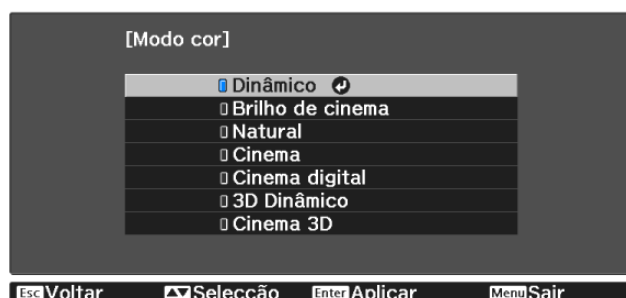 [Modo cor]
Dinâmico
Brilho de cinema
Natural
Cinema
Cinema digital
3D Dinâmico
Cinema 3D
Esc Voltar Selecção Enter Aplicar Menu Sair